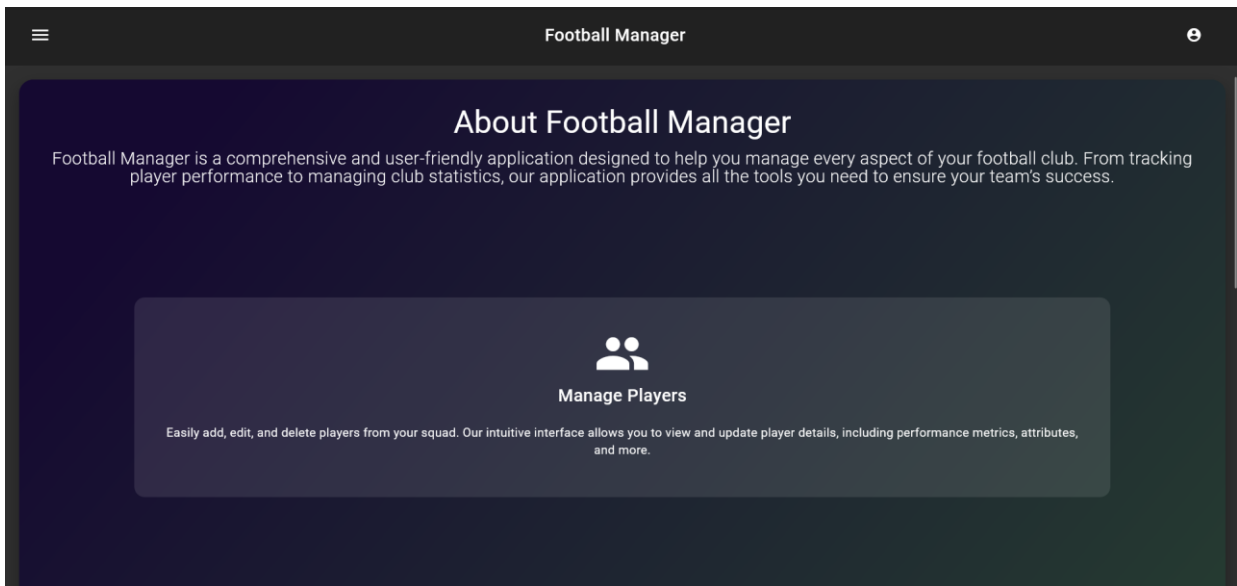 Football Manager
About Football Manager
Football Manager is a comprehensive and user-friendly application designed to help you manage every aspect of your football club. From tracking
player performance to managing club statistics, our application provides all the tools you need to ensure your team's success.
Manage Players
Easily add, edit, and delete players from your squad. Our intuitive interface allows you to view and update player details, including performance metrics, attributes,
and more.